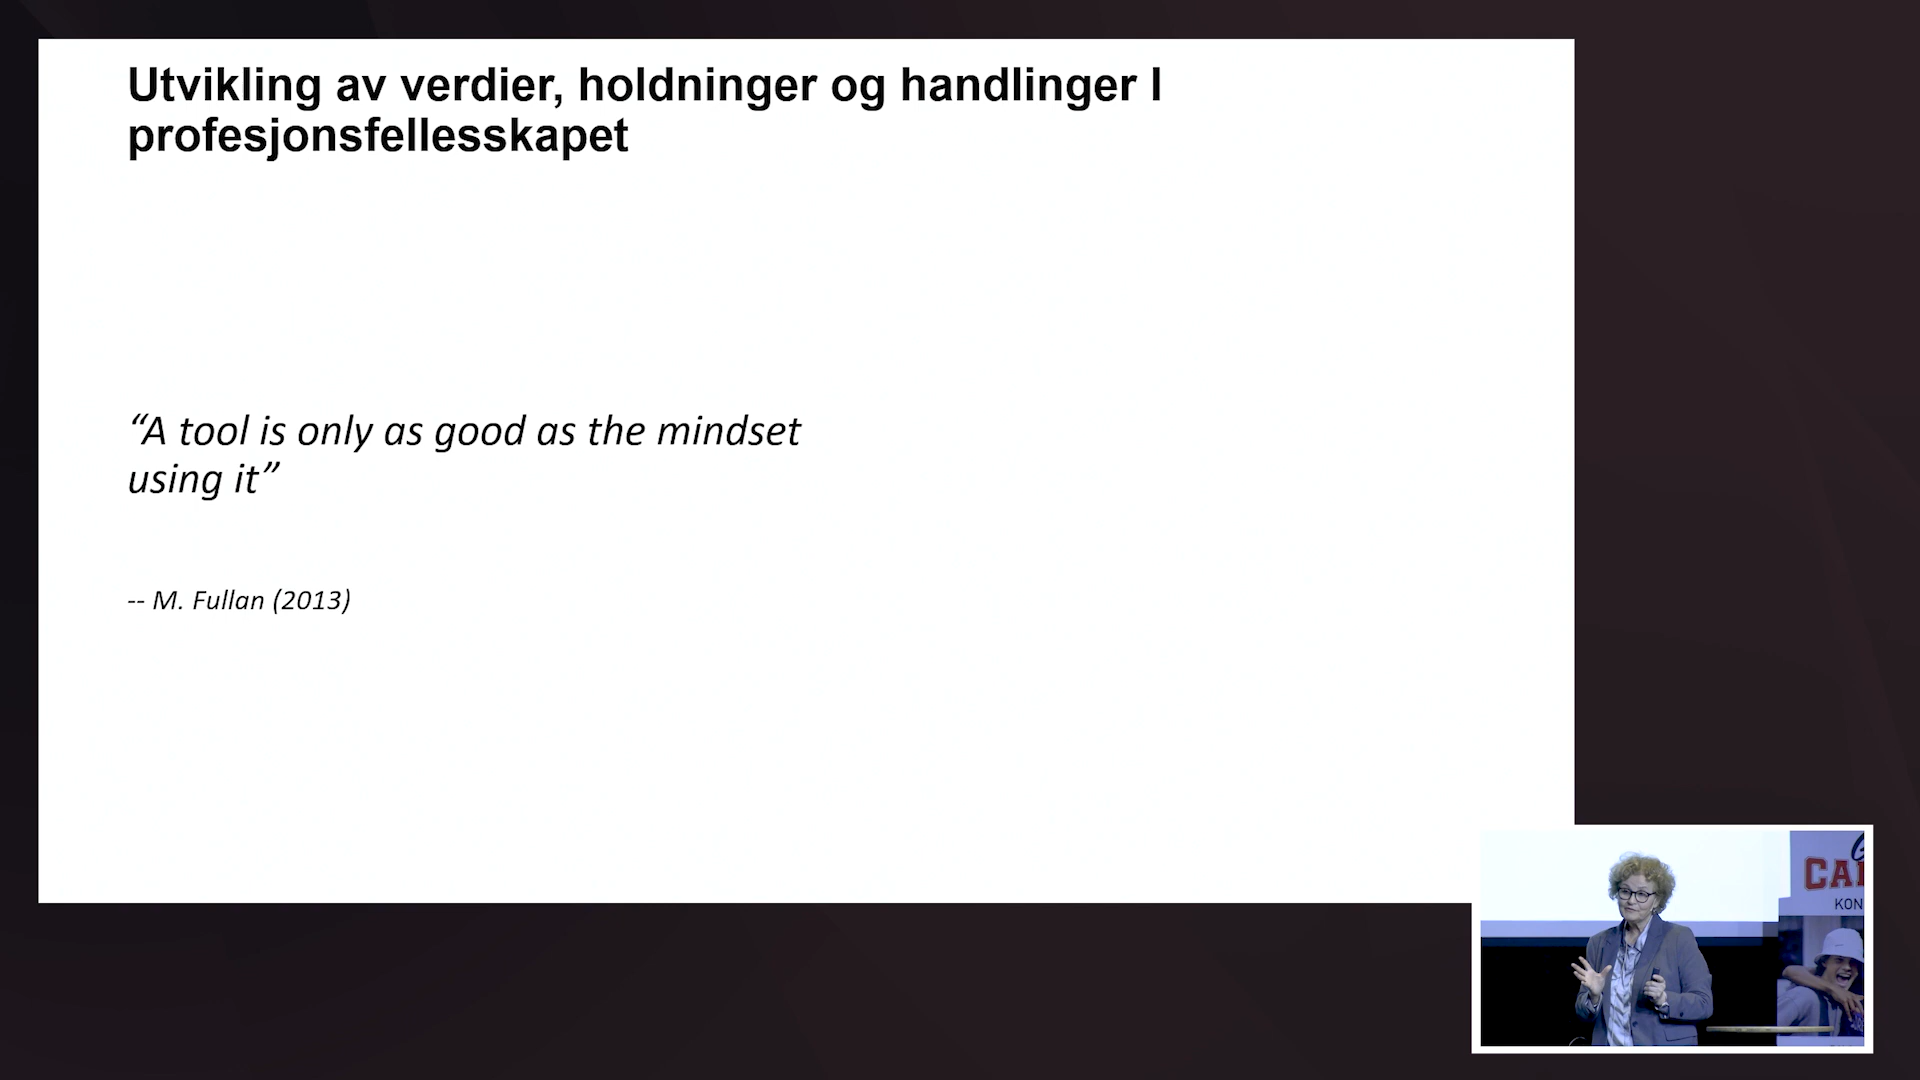 Utvikling av verdier, holdninger og handlinger I
profesjonsfellesskapet
“A tool is only as good as the mindset
using it”
-- M. Fullan (2013)